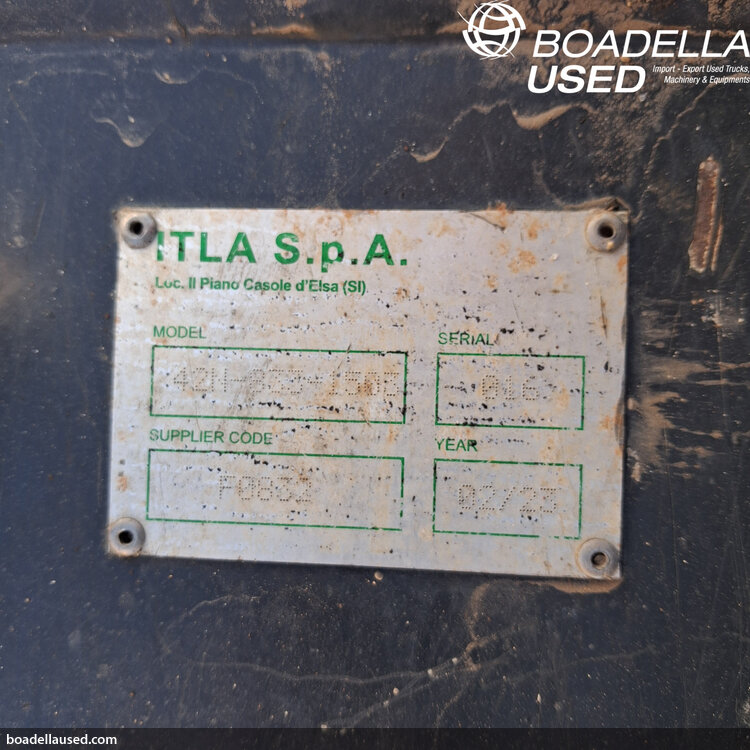 BOADELLA
USED Import - Export Used Trucks,
Machinery & Equipments
ITLA S.p.A.
Loc. Il Piano Casole d'Elsa (SI)
MODEL
SERIAL
016
SUPPLIER CODE
YEAR
F0832
02/23
boadellaused.com